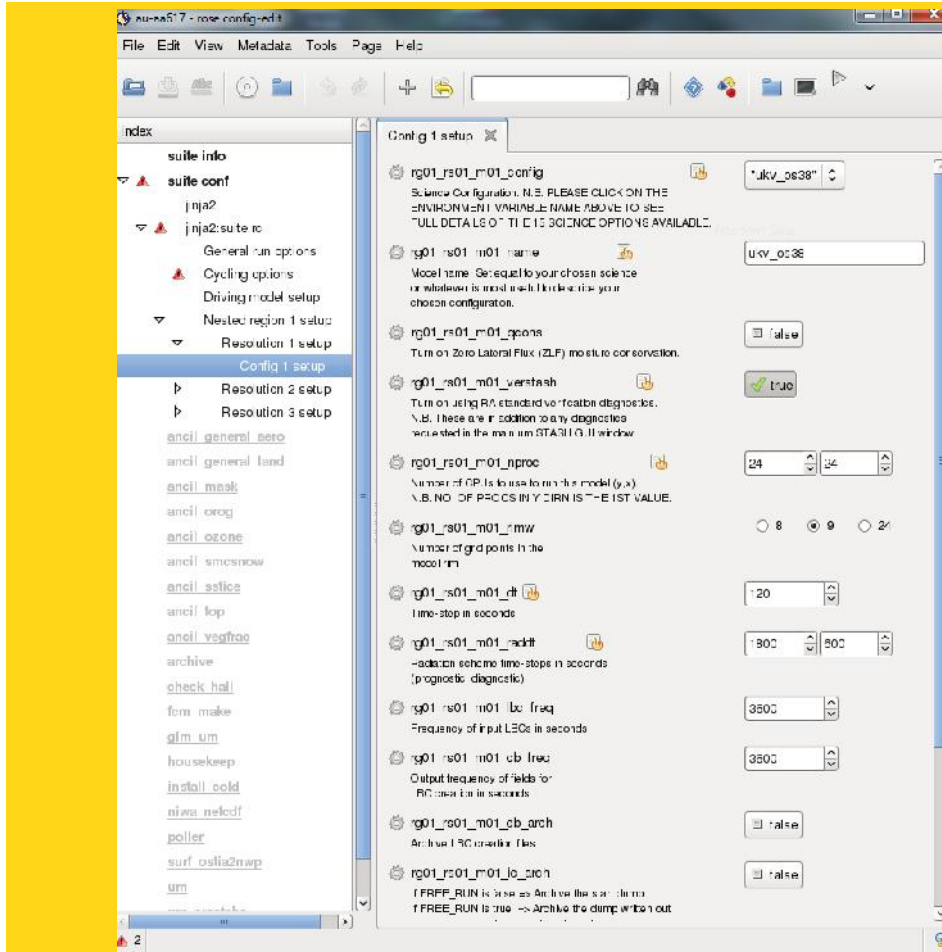 au-aa517 - rose config-edit
File Edit View Metadata Tools Page Help
Index
suite info
suite conf
jinja2
jinja2:suite.rc
General run options
Cycling options
Driving model setup
Nested region 1 setup
Resolution 1 setup
Config 1 setup
Resolution 2 setup
Resolution 3 setup
ancil_general_aero
ancil_general_land
ancil_mask
ancil_orog
ancil_ozone
ancil_smcsnow
ancil_sstice
ancil_top
ancil_vegfrac
archive
check_hall
fcm_make
glm_um
housekeep
install_cold
niwa_netcdf
poller
surf_ostia2nwp
um
2
Config 1 setup
rg01_rs01_m01_config
"ukv_os38"
Science Configuration. N.B. PLEASE CLICK ON THE
ENVIRONMENT VARIABLE NAME ABOVE TO SEE
FULL DETAILS OF THE 15 SCIENCE OPTIONS AVAILABLE.
rg01_rs01_m01_name
ukv_os38
Model name. Set equal to your chosen science
or whatever is most useful to describe your
chosen configuration.
rg01_rs01_m01_qcons
false
Turn on Zero Lateral Flux (ZLF) moisture conservation.
rg01_rs01_m01_verstash
true
Turn on using RA standard verification diagnostics.
N.B. These are in addition to any diagnostics
requested in the main um STASH GUI window
rg01_rs01_m01_nproc
24 24
Number of CPUs to use to run this model (y,x)
N.B. NO. OF PROCS IN Y DIRN IS THE 1ST VALUE.
rg01_rs01_m01_rimw
8 9 24
Number of grid points in the
model rim
rg01_rs01_m01_dt
120
Time-step in seconds
rg01_rs01_m01_raddt
1800 600
Radiation scheme time-steps in seconds
(prognostic, diagnostic)
rg01_rs01_m01_lbc_freq
3600
Frequency of input LBCs in seconds
rg01_rs01_m01_cb_freq
3600
Output frequency of fields for
LBC creation in seconds
rg01_rs01_m01_cb_arch
false
Archive LBC creation files
rg01_rs01_m01_ic_arch
false
If FREE_RUN is false => Archive the start dump
If FREE_RUN is true => Archive the dump written out